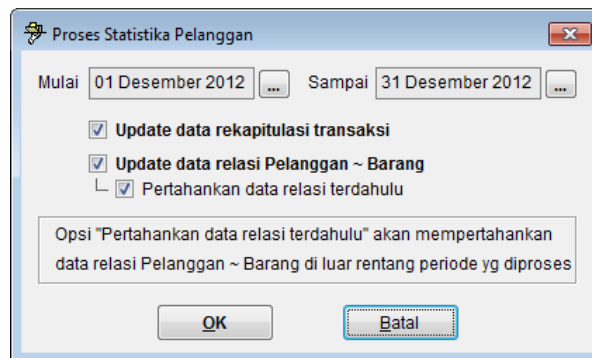 Proses Statistika Pelanggan
Mulai 01 Desember 2012 ... Sampai 31 Desember 2012 ...
Update data rekapitulasi transaksi
Update data relasi Pelanggan ~ Barang
Pertahankan data relasi terdahulu
Opsi "Pertahankan data relasi terdahulu" akan mempertahankan
data relasi Pelanggan ~ Barang di luar rentang periode yg diproses
OK Batal